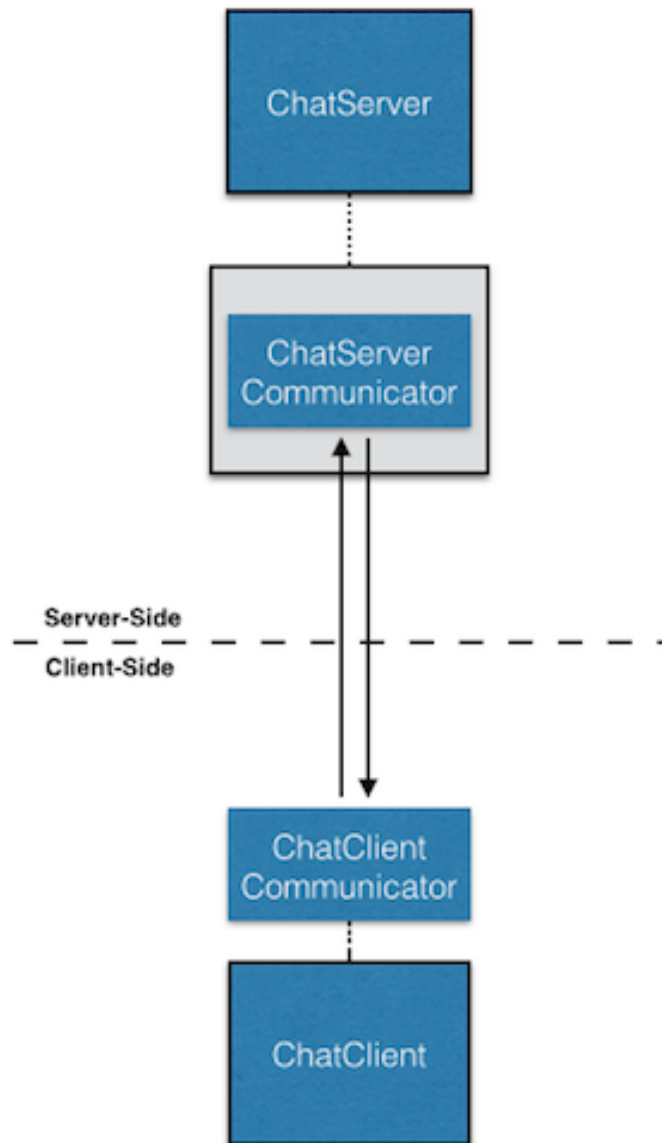 ChatServer
ChatServer
Communicator
Server-Side
Client-Side
ChatClient
Communicator
ChatClient